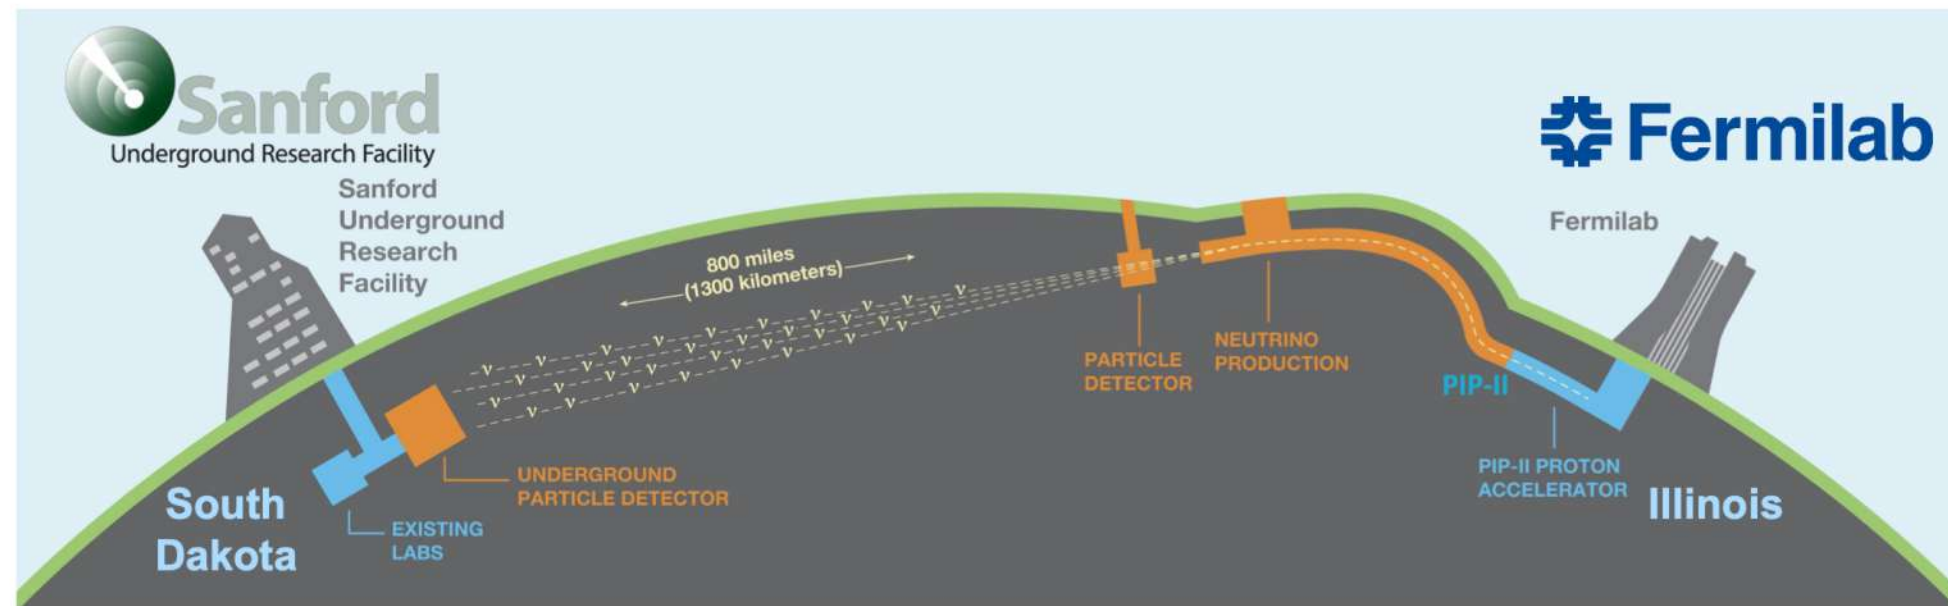 Sanford
Underground Research Facility
Sanford
Underground
Research
Facility
Fermilab
Fermilab
800 miles
(1300 kilometers)
ν ν ν ν ν ν ν ν ν ν
ν ν ν ν ν ν ν ν
ν ν ν ν ν ν ν
ν ν ν ν ν ν ν ν
PARTICLE
DETECTOR
NEUTRINO
PRODUCTION
PIP-II
PIP-II PROTON
ACCELERATOR
Illinois
UNDERGROUND
PARTICLE DETECTOR
South
Dakota
EXISTING
LABS